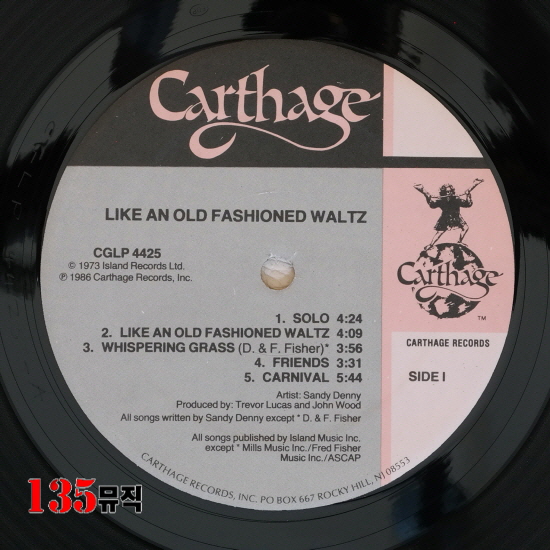 Carthage
LIKE AN OLD FASHIONED WALTZ
CGLP 4425
© 1973 Island Records Ltd.
℗ 1986 Carthage Records, Inc.
Carthage
TM
CARTHAGE RECORDS
SIDE I
1. SOLO 4:24
2. LIKE AN OLD FASHIONED WALTZ 4:09
3. WHISPERING GRASS (D. & F. Fisher)* 3:56
4. FRIENDS 3:31
5. CARNIVAL 5:44
Artist: Sandy Denny
Produced by: Trevor Lucas and John Wood
All songs written by Sandy Denny except * D. & F. Fisher
All songs published by Island Music Inc.
except * Mills Music Inc./Fred Fisher
Music Inc./ASCAP
CARTHAGE RECORDS, INC. PO BOX 667 ROCKY HILL, NJ 08553
135뮤직